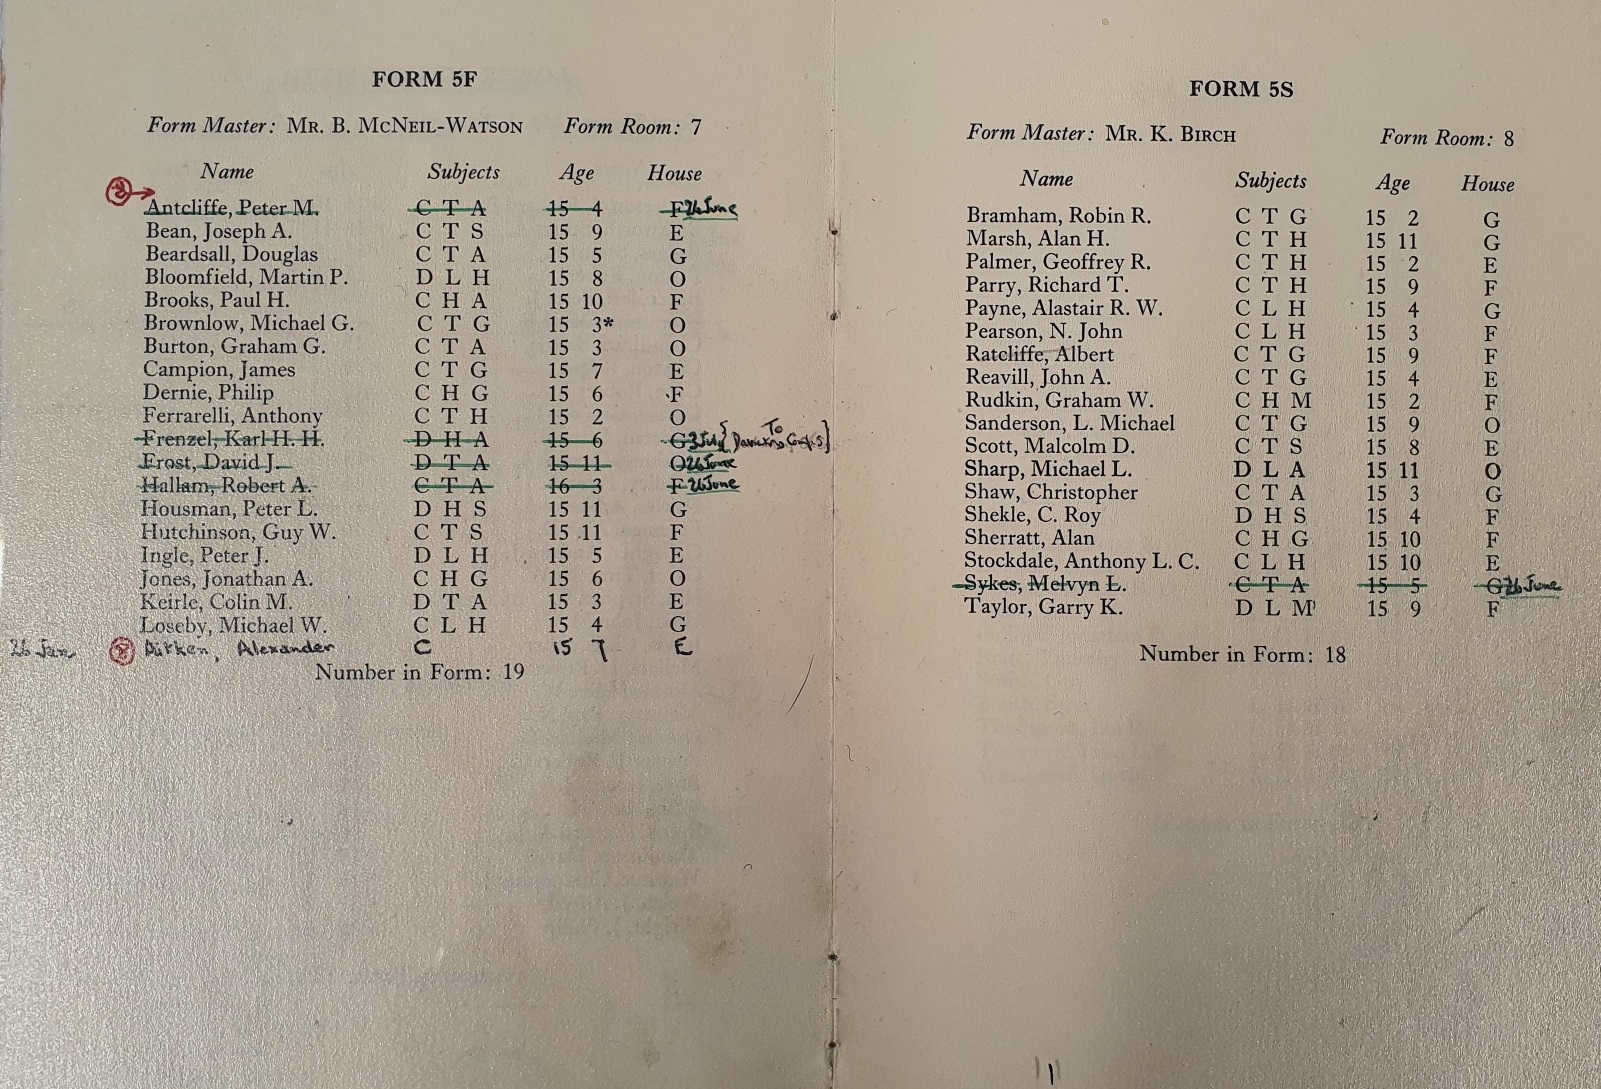 FORM 5F
Form Master: MR. B. MCNEIL-WATSON Form Room: 7
Name Subjects Age House
Antcliffe, Peter M. C T A 15 4 F 26 June
Bean, Joseph A. C T S 15 9 E
Beardsall, Douglas C T A 15 5 G
Bloomfield, Martin P. D L H 15 8 O
Brooks, Paul H. C H A 15 10 F
Brownlow, Michael G. C T G 15 3* O
Burton, Graham G. C T A 15 3 O
Campion, James C T G 15 7 E
Dernie, Philip C H G 15 6 F
Ferrarelli, Anthony C T H 15 2 O
Frenzel, Karl H. H. D H A 15 6 G 3 July { To }
Frost, David J. D T A 15 11 O 26 June
Hallam, Robert A. C T A 16 3 F 26 June
Housman, Peter L. D H S 15 11 G
Hutchinson, Guy W. C T S 15 11 F
Ingle, Peter J. D L H 15 5 E
Jones, Jonathan A. C H G 15 6 O
Keirle, Colin M. D T A 15 3 E
Loseby, Michael W. C L H 15 4 G
26 Jan Aitken, Alexander C 15 7 E
Number in Form: 19
FORM 5S
Form Master: MR. K. BIRCH Form Room: 8
Name Subjects Age House
Bramham, Robin R. C T G 15 2 G
Marsh, Alan H. C T H 15 11 G
Palmer, Geoffrey R. C T H 15 2 E
Parry, Richard T. C T H 15 9 F
Payne, Alastair R. W. C L H 15 4 G
Pearson, N. John C L H 15 3 F
Ratcliffe, Albert C T G 15 9 F
Reavill, John A. C T G 15 4 E
Rudkin, Graham W. C H M 15 2 F
Sanderson, L. Michael C T G 15 9 O
Scott, Malcolm D. C T S 15 8 E
Sharp, Michael L. D L A 15 11 O
Shaw, Christopher C T A 15 3 G
Shekle, C. Roy D H S 15 4 F
Sherratt, Alan C H G 15 10 F
Stockdale, Anthony L. C. C L H 15 10 E
Sykes, Melvyn L. C T A 15 5 G 26 June
Taylor, Garry K. D L M 15 9 F
Number in Form: 18